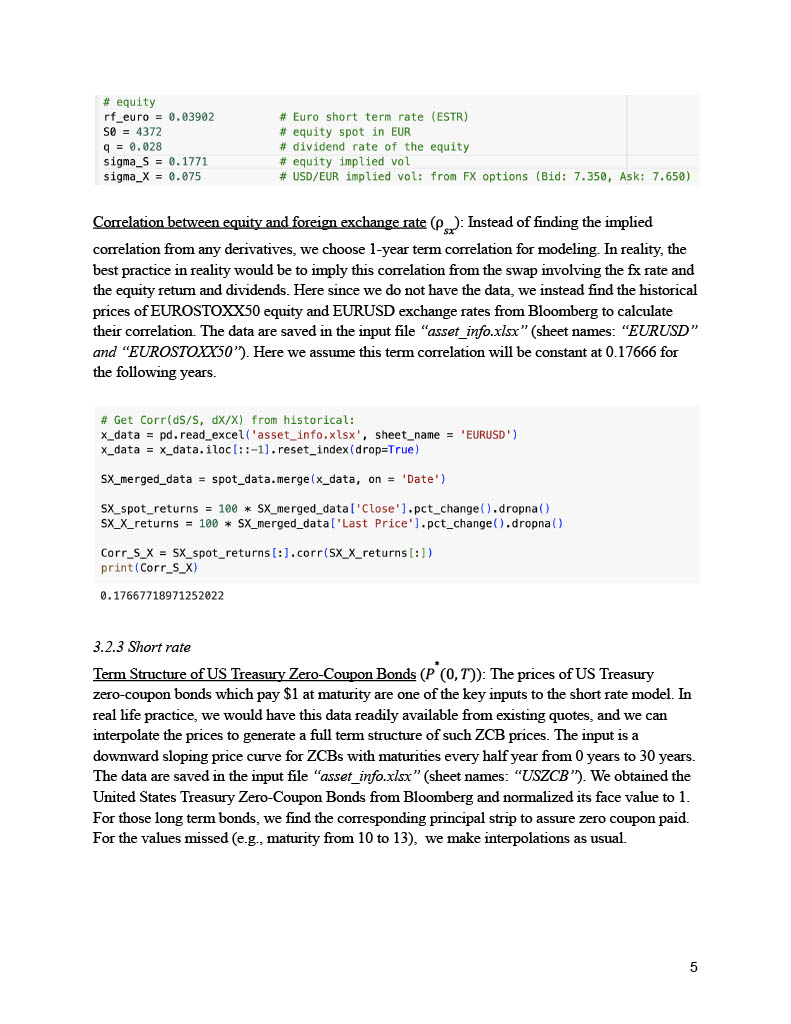 # equity
rf_euro = 0.03902 # Euro short term rate (ESTR)
S0 = 4372 # equity spot in EUR
q = 0.028 # dividend rate of the equity
sigma_S = 0.1771 # equity implied vol
sigma_X = 0.075 # USD/EUR implied vol: from FX options (Bid: 7.350, Ask: 7.650)
Correlation between equity and foreign exchange rate (ρsx): Instead of finding the implied
correlation from any derivatives, we choose 1-year term correlation for modeling. In reality, the
best practice in reality would be to imply this correlation from the swap involving the fx rate and
the equity return and dividends. Here since we do not have the data, we instead find the historical
prices of EUROSTOXX50 equity and EURUSD exchange rates from Bloomberg to calculate
their correlation. The data are saved in the input file “asset_info.xlsx” (sheet names: “EURUSD”
and “EUROSTOXX50”). Here we assume this term correlation will be constant at 0.17666 for
the following years.
# Get Corr(dS/S, dX/X) from historical:
x_data = pd.read_excel('asset_info.xlsx', sheet_name = 'EURUSD')
x_data = x_data.iloc[::-1].reset_index(drop=True)
SX_merged_data = spot_data.merge(x_data, on = 'Date')
SX_spot_returns = 100 * SX_merged_data['Close'].pct_change().dropna()
SX_X_returns = 100 * SX_merged_data['Last Price'].pct_change().dropna()
Corr_S_X = SX_spot_returns[:].corr(SX_X_returns[:])
print(Corr_S_X)
0.17667718971252022
3.2.3 Short rate
Term Structure of US Treasury Zero-Coupon Bonds (P*(0, T)): The prices of US Treasury
zero-coupon bonds which pay $1 at maturity are one of the key inputs to the short rate model. In
real life practice, we would have this data readily available from existing quotes, and we can
interpolate the prices to generate a full term structure of such ZCB prices. The input is a
downward sloping price curve for ZCBs with maturities every half year from 0 years to 30 years.
The data are saved in the input file “asset_info.xlsx” (sheet names: “USZCB”). We obtained the
United States Treasury Zero-Coupon Bonds from Bloomberg and normalized its face value to 1.
For those long term bonds, we find the corresponding principal strip to assure zero coupon paid.
For the values missed (e.g., maturity from 10 to 13), we make interpolations as usual.
5